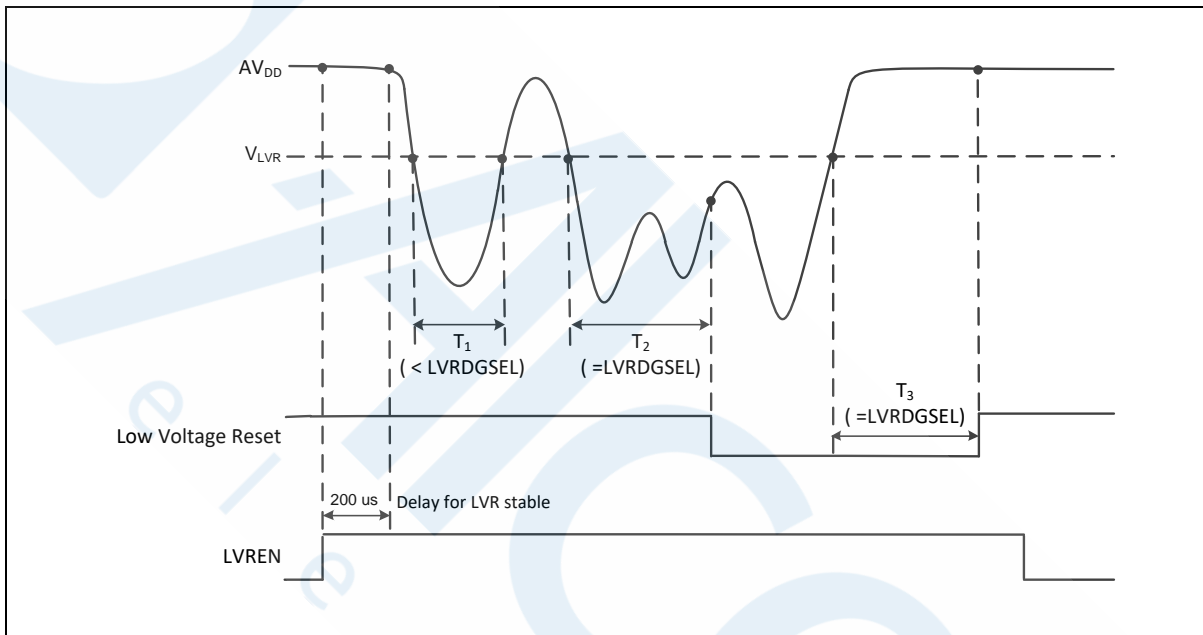 AVDD
VLVR
T1
( < LVRDGSEL)
T2
( =LVRDGSEL)
T3
( =LVRDGSEL)
Low Voltage Reset
200 us
Delay for LVR stable
LVREN